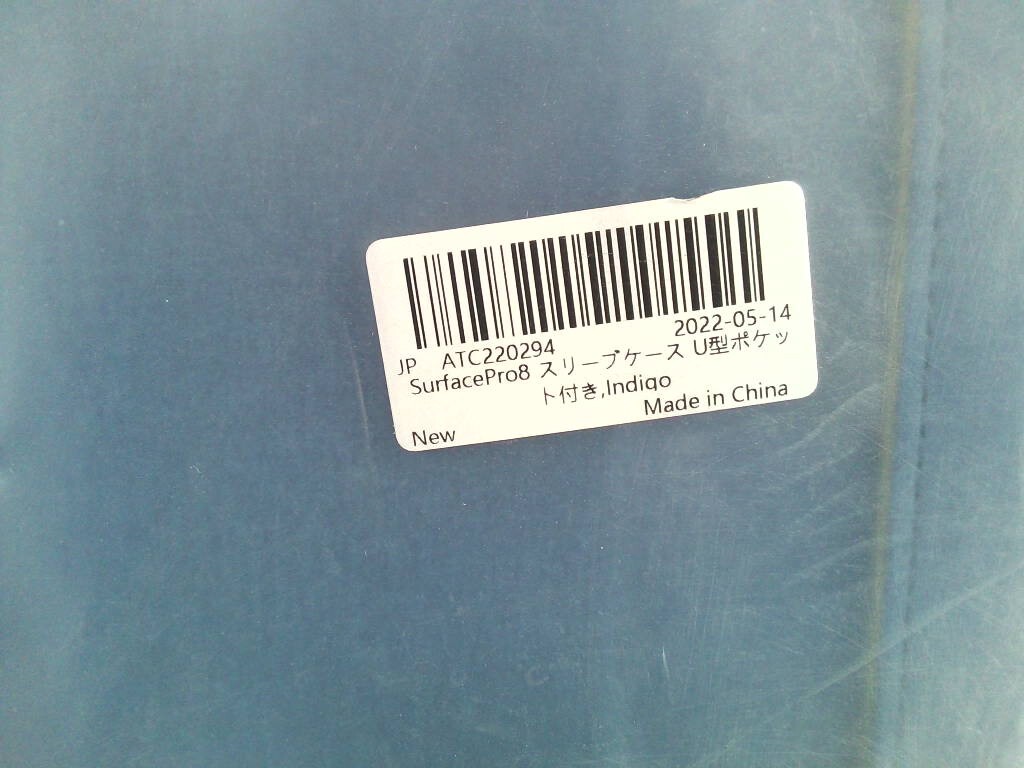 2022-05-14
JP ATC220294
SurfacePro8 スリーブケース U型ポケッ
ト付き,Indigo
Made in China
New